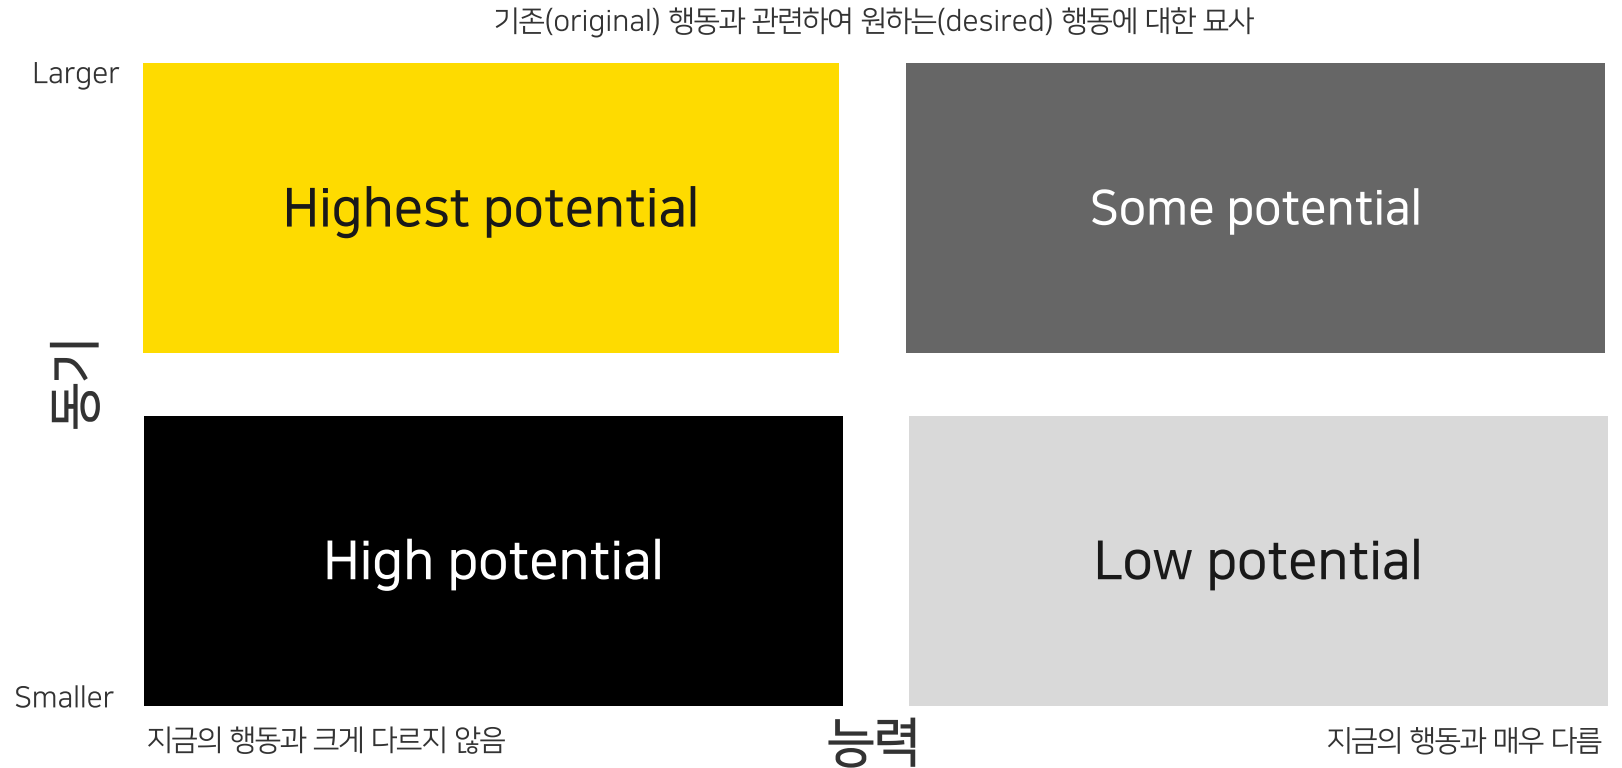 기존(original) 행동과 관련하여 원하는(desired) 행동에 대한 묘사
Larger
Highest potential
Some potential
동기
High potential
Low potential
Smaller
지금의 행동과 크게 다르지 않음
능력
지금의 행동과 매우 다름